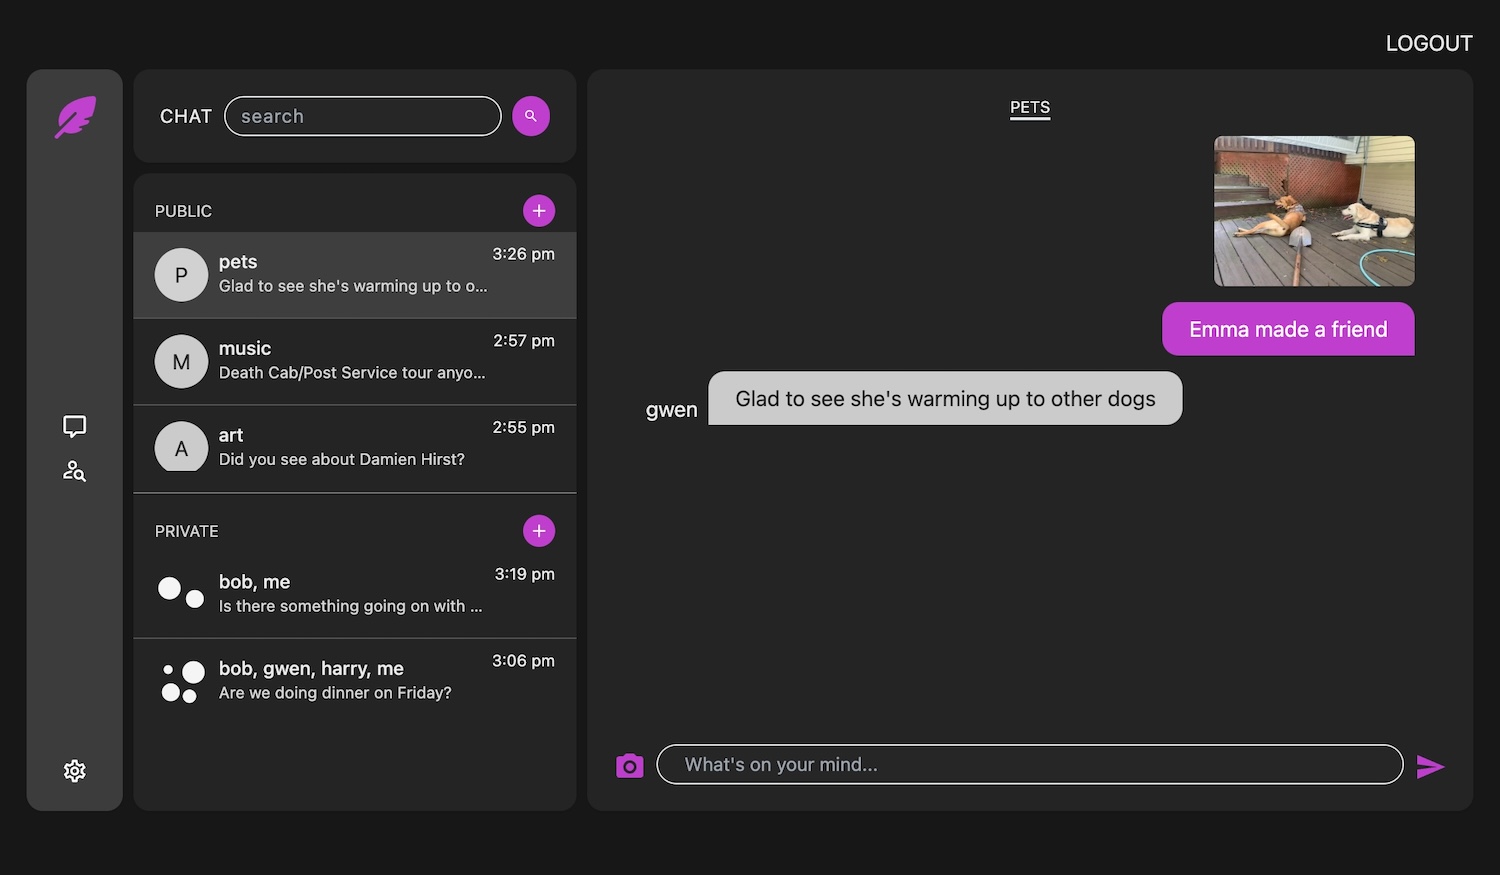 LOGOUT
CHAT
search
PUBLIC
P
pets
3:26 pm
Glad to see she's warming up to o...
M
music
2:57 pm
Death Cab/Post Service tour anyo...
A
art
2:55 pm
Did you see about Damien Hirst?
PRIVATE
bob, me
3:19 pm
Is there something going on with ...
bob, gwen, harry, me
3:06 pm
Are we doing dinner on Friday?
PETS
Emma made a friend
gwen
Glad to see she's warming up to other dogs
What's on your mind...